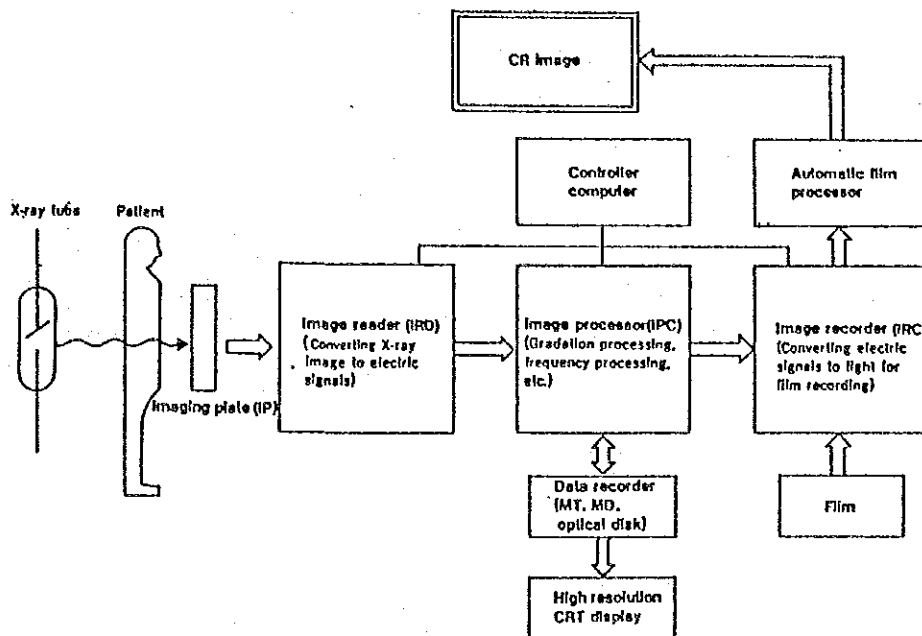 CR Image
Controller
computer
Automatic film
processor
X-ray tube
Patient
Imaging plate (IP)
Image reader (IRD)
(Converting X-ray
image to electric
signals)
Image processor(IPC)
(Gradation processing,
frequency processing,
etc.)
Image recorder (IRC)
(Converting electric
signals to light for
film recording)
Data recorder
(MT, MD,
optical disk)
Film
High resolution
CRT display